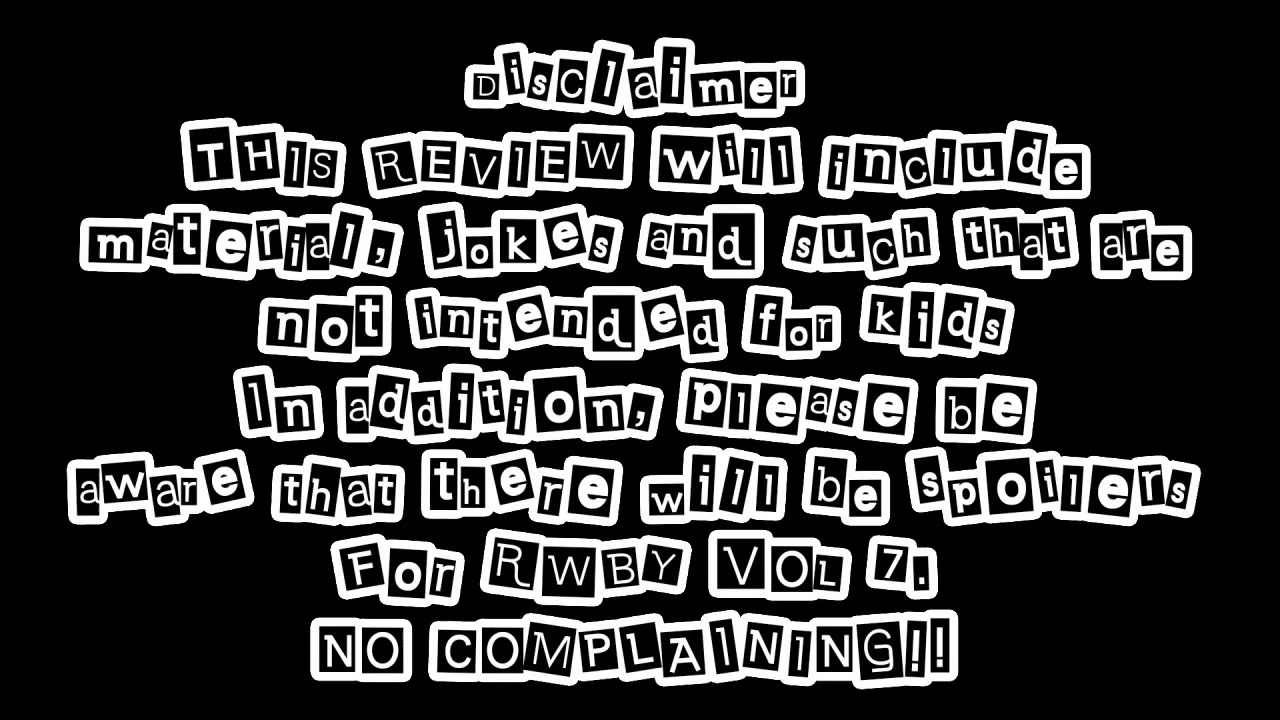 Disclaimer
THIS REVIEW will include
material, jokes and such that are
not intended for kids
In addition, please be
aware that there will be spoilers
For RWBY VOL 7.
NO COMPLAINING!!